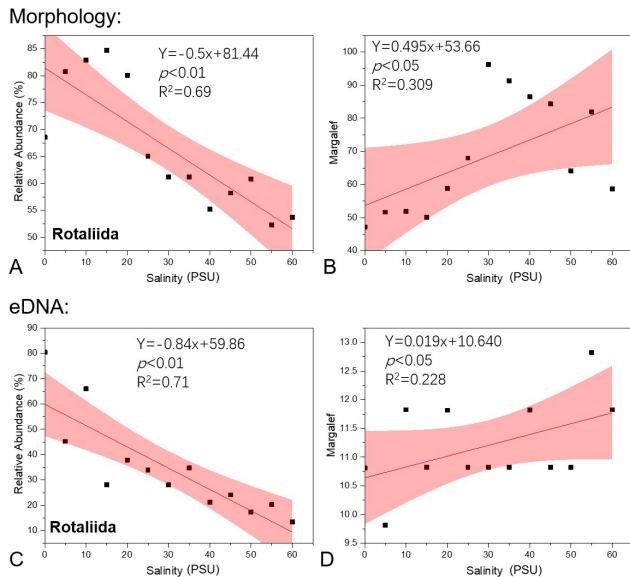 Morphology:
A
Relative Abundance (%)
85
80
75
70
65
60
55
50
Y=-0.5x+81.44
p<0.01
R²=0.69
Rotaliida
0 10 20 30 40 50 60
Salinity (PSU)
B
Margalef
100
90
80
70
60
50
40
Y=0.495x+53.66
p<0.05
R²=0.309
0 10 20 30 40 50 60
Salinity (PSU)
eDNA:
C
Relative Abundance (%)
90
80
70
60
50
40
30
20
10
Y=-0.84x+59.86
p<0.01
R²=0.71
Rotaliida
0 10 20 30 40 50 60
Salinity (PSU)
D
Margalef
13.0
12.5
12.0
11.5
11.0
10.5
10.0
9.5
Y=0.019x+10.640
p<0.05
R²=0.228
0 10 20 30 40 50 60
Salinity (PSU)